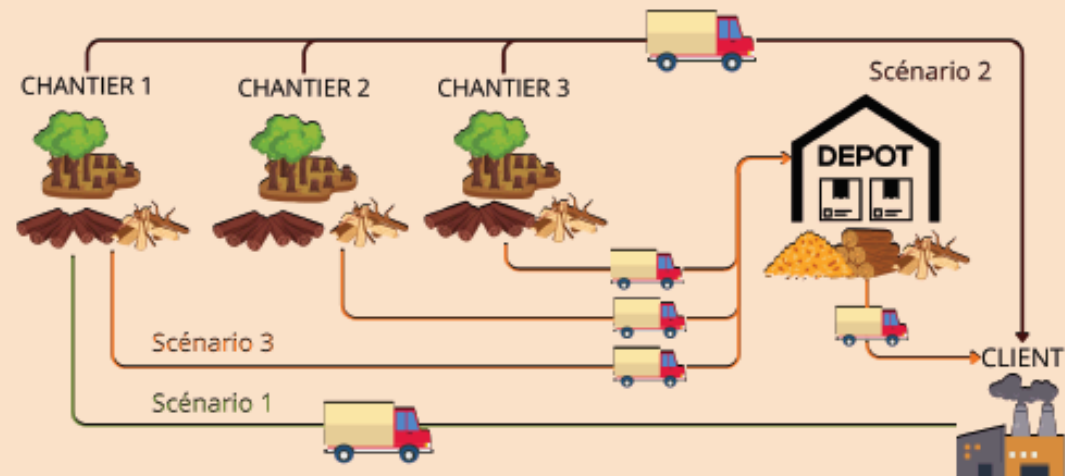 Scénario 2
CHANTIER 1
CHANTIER 2
CHANTIER 3
DEPOT
Scénario 3
CLIENT
Scénario 1